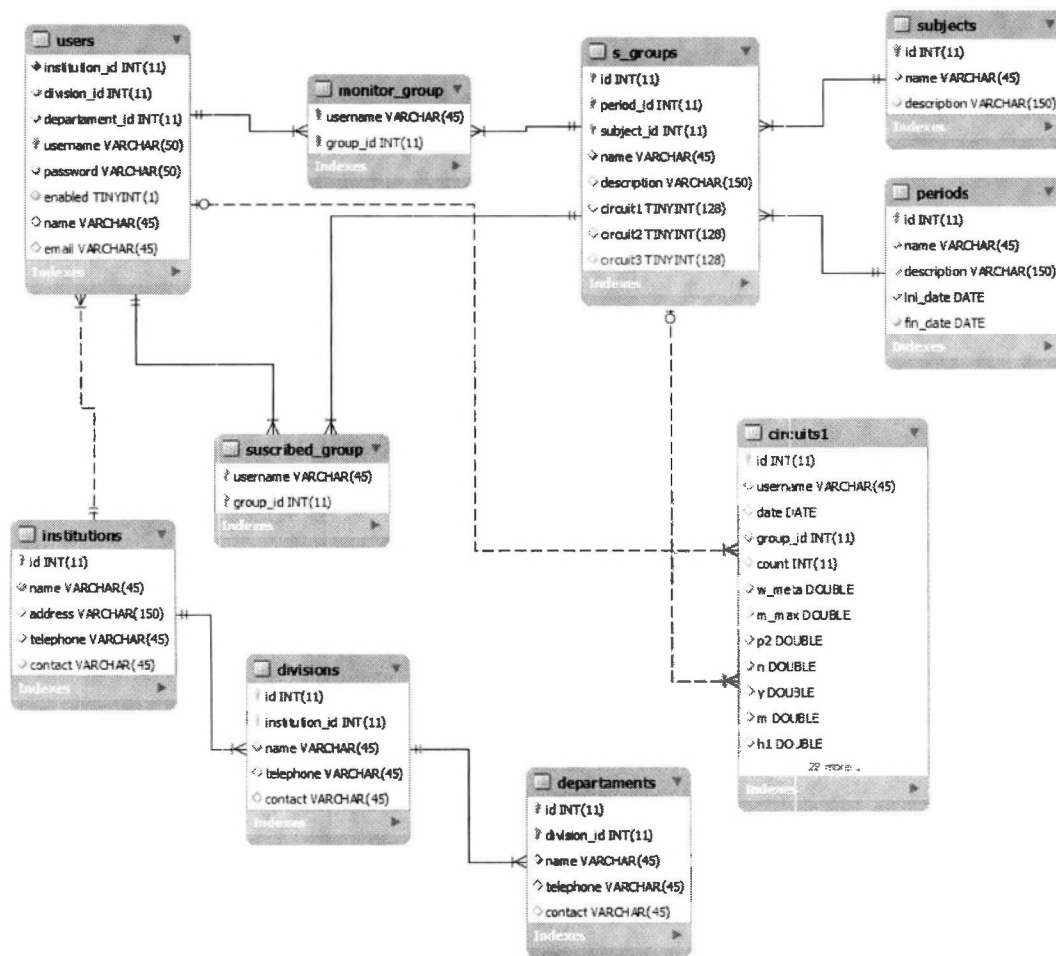 users
institution_id INT(11)
division_id INT(11)
departament_id INT(11)
username VARCHAR(50)
password VARCHAR(50)
enabled TINYINT(1)
name VARCHAR(45)
email VARCHAR(45)
Indexes
monitor_group
username VARCHAR(45)
group_id INT(11)
Indexes
s_groups
id INT(11)
period_id INT(11)
subject_id INT(11)
name VARCHAR(45)
description VARCHAR(150)
circuit1 TINYINT(128)
circuit2 TINYINT(128)
circuit3 TINYINT(128)
Indexes
subjects
id INT(11)
name VARCHAR(45)
description VARCHAR(150)
Indexes
periods
id INT(11)
name VARCHAR(45)
description VARCHAR(150)
ini_date DATE
fin_date DATE
Indexes
suscribed_group
username VARCHAR(45)
group_id INT(11)
Indexes
circuits1
id INT(11)
username VARCHAR(45)
date DATE
group_id INT(11)
count INT(11)
w_meta DOUBLE
m_max DOUBLE
p2 DOUBLE
n DOUBLE
y DOUBLE
m DOUBLE
h1 DOUBLE
22 more...
Indexes
institutions
id INT(11)
name VARCHAR(45)
address VARCHAR(150)
telephone VARCHAR(45)
contact VARCHAR(45)
Indexes
divisions
id INT(11)
institution_id INT(11)
name VARCHAR(45)
telephone VARCHAR(45)
contact VARCHAR(45)
Indexes
departaments
id INT(11)
division_id INT(11)
name VARCHAR(45)
telephone VARCHAR(45)
contact VARCHAR(45)
Indexes